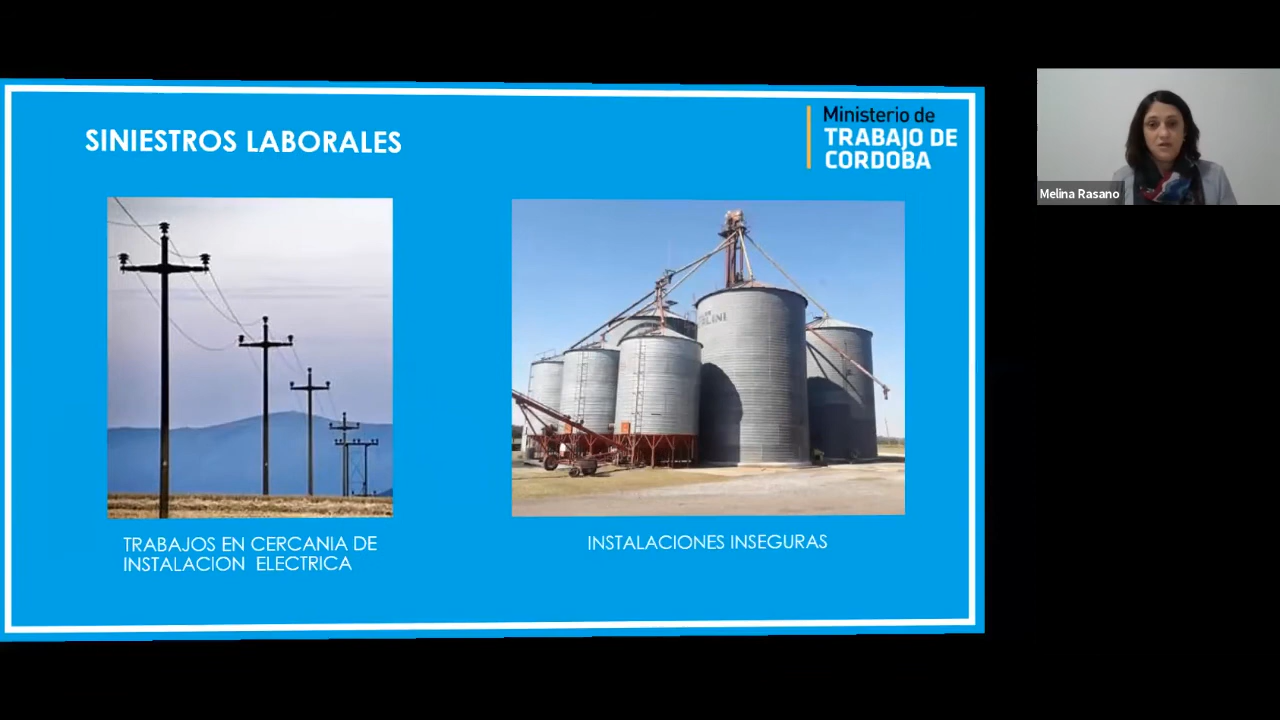 SINIESTROS LABORALES
Ministerio de
TRABAJO DE
CORDOBA
Melina Rasano
TRABAJOS EN CERCANIA DE
INSTALACION ELECTRICA
INSTALACIONES INSEGURAS